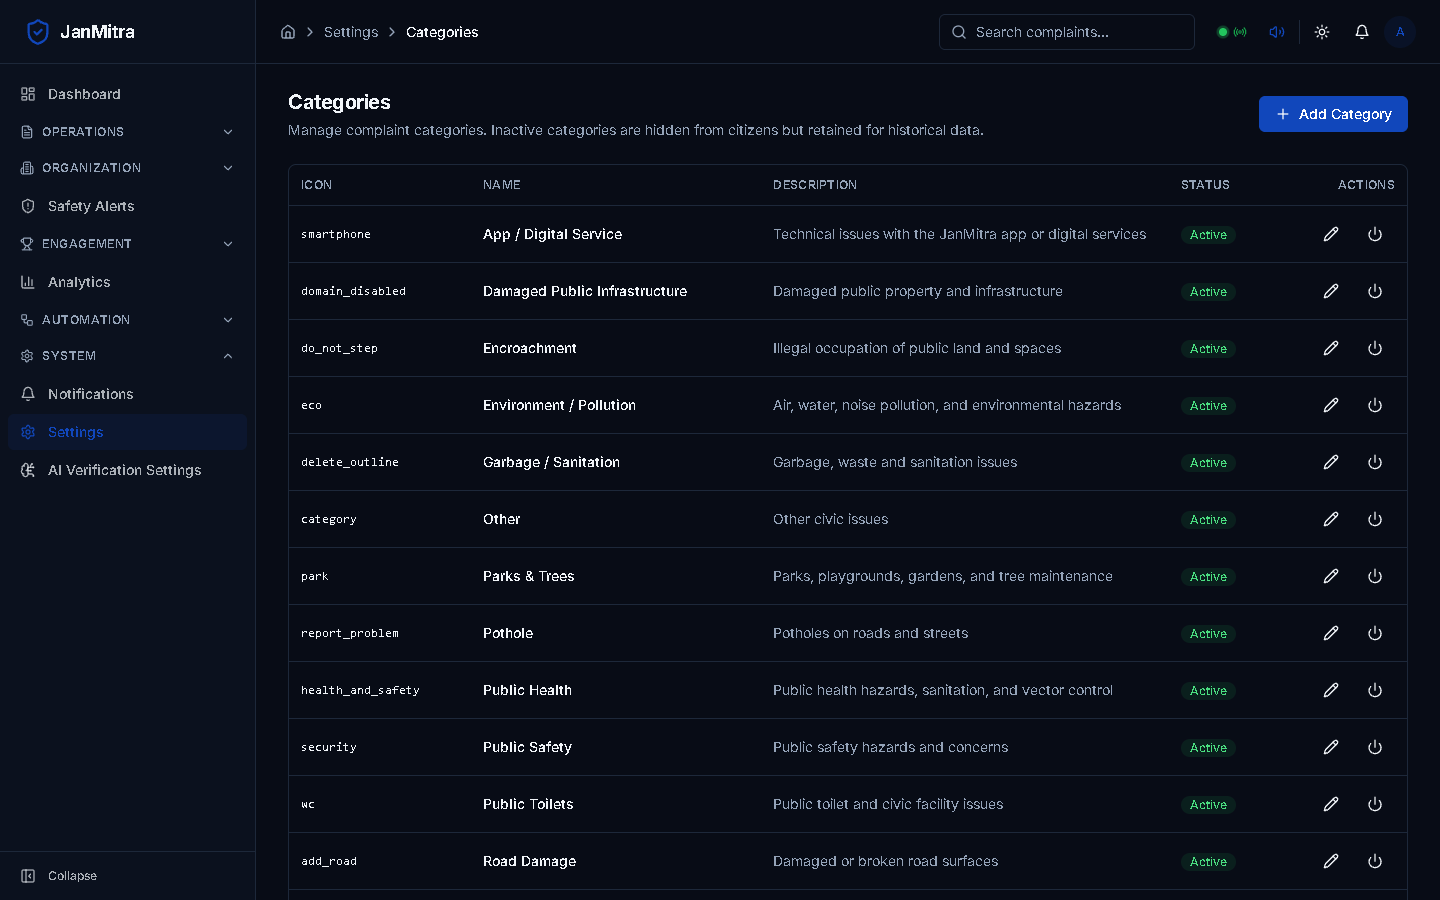 JanMitra
Settings
Categories
Search complaints...
A
Dashboard
OPERATIONS
ORGANIZATION
Safety Alerts
ENGAGEMENT
Analytics
AUTOMATION
SYSTEM
Notifications
Settings
AI Verification Settings
Collapse
Categories
Manage complaint categories. Inactive categories are hidden from citizens but retained for historical data.
Add Category
ICON NAME DESCRIPTION STATUS ACTIONS
smartphone App / Digital Service Technical issues with the JanMitra app or digital services Active
domain_disabled Damaged Public Infrastructure Damaged public property and infrastructure Active
do_not_step Encroachment Illegal occupation of public land and spaces Active
eco Environment / Pollution Air, water, noise pollution, and environmental hazards Active
delete_outline Garbage / Sanitation Garbage, waste and sanitation issues Active
category Other Other civic issues Active
park Parks & Trees Parks, playgrounds, gardens, and tree maintenance Active
report_problem Pothole Potholes on roads and streets Active
health_and_safety Public Health Public health hazards, sanitation, and vector control Active
security Public Safety Public safety hazards and concerns Active
wc Public Toilets Public toilet and civic facility issues Active
add_road Road Damage Damaged or broken road surfaces Active